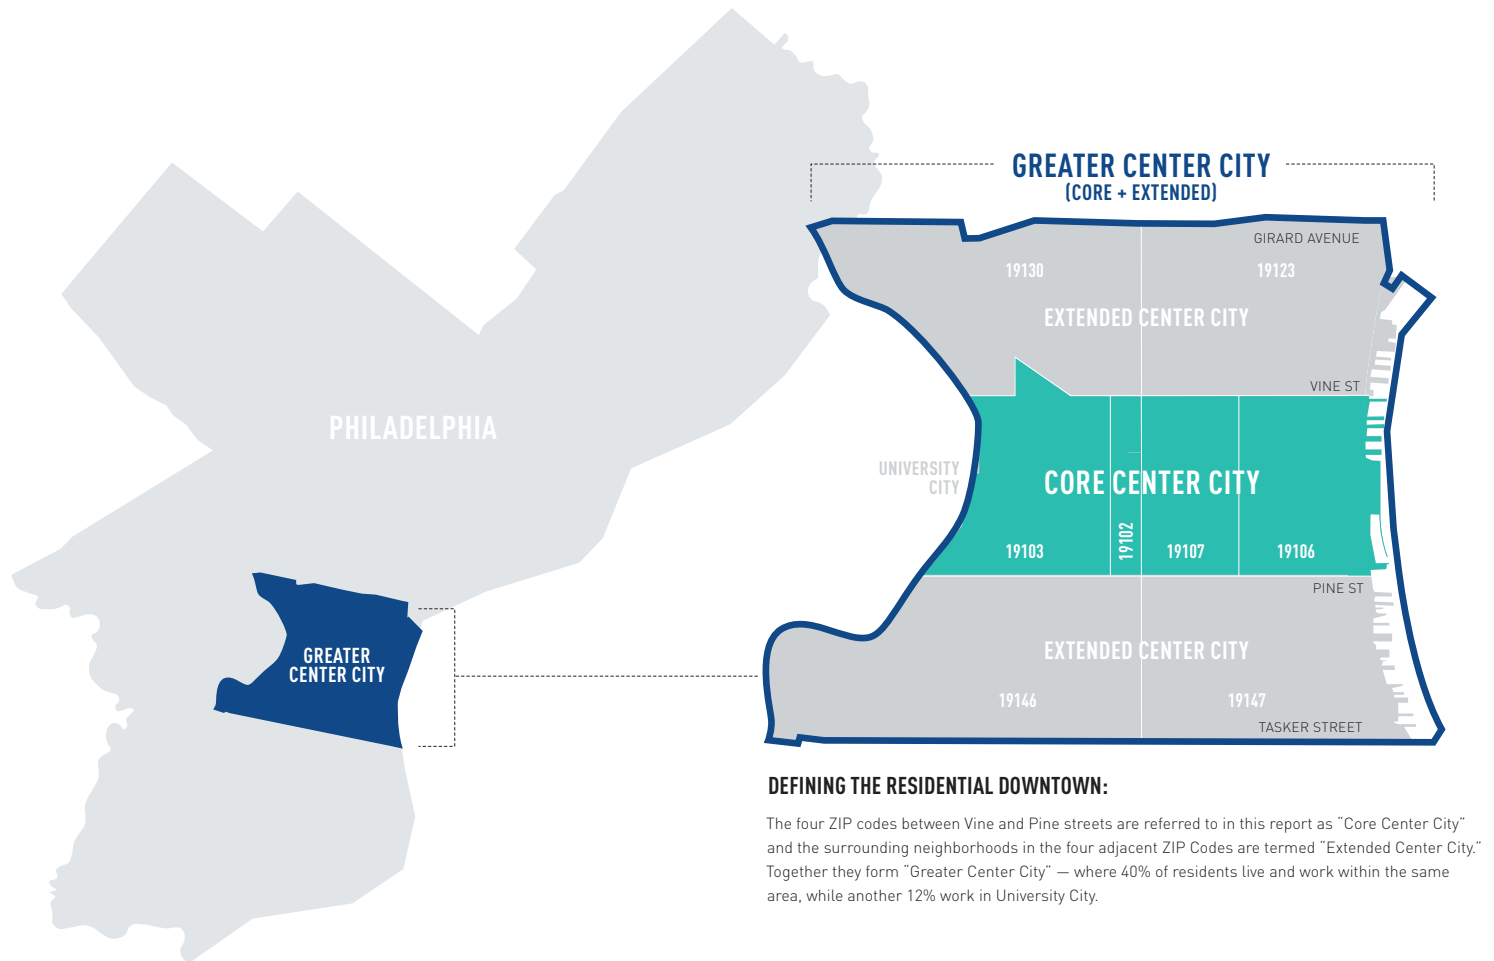 GREATER CENTER CITY
(CORE + EXTENDED)
GIRARD AVENUE
19130
19123
EXTENDED CENTER CITY
VINE ST
PHILADELPHIA
UNIVERSITY
CITY
CORE CENTER CITY
19103
19102
19107
19106
PINE ST
GREATER
CENTER CITY
EXTENDED CENTER CITY
19146
19147
TASKER STREET
DEFINING THE RESIDENTIAL DOWNTOWN:
The four ZIP codes between Vine and Pine streets are referred to in this report as “Core Center City”
and the surrounding neighborhoods in the four adjacent ZIP Codes are termed “Extended Center City.”
Together they form “Greater Center City” — where 40% of residents live and work within the same
area, while another 12% work in University City.